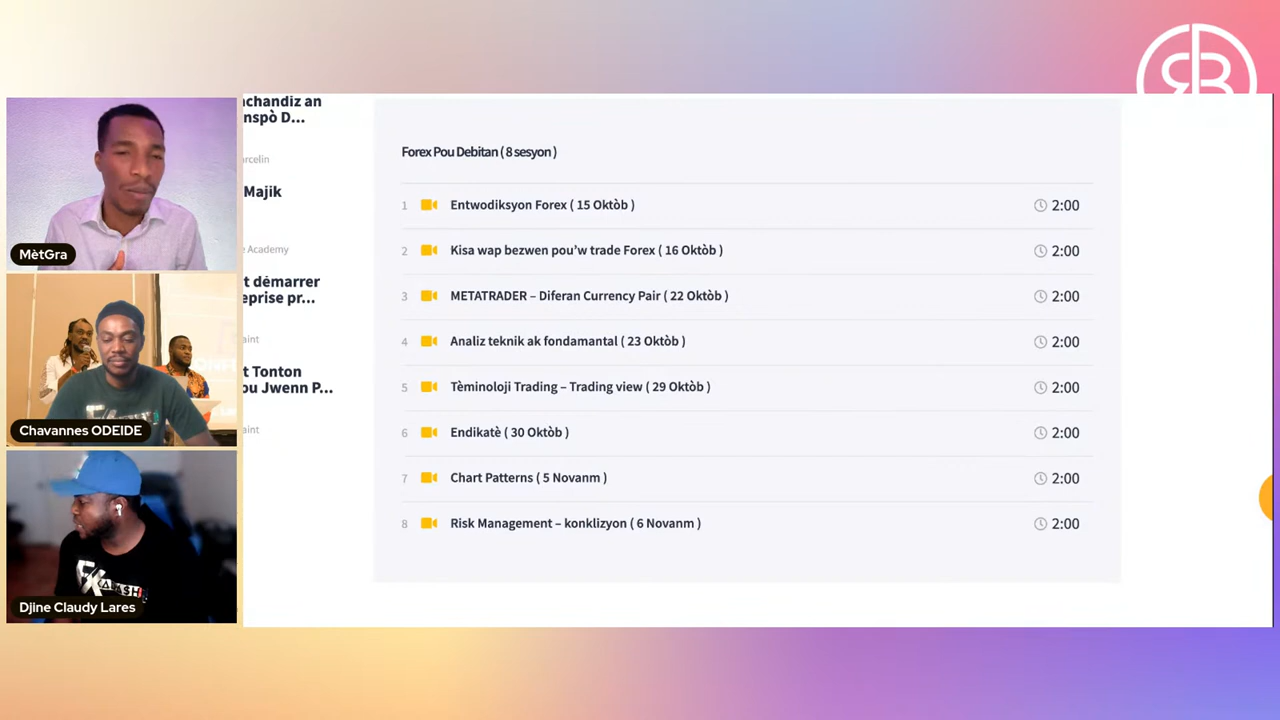 achandiz an
nspò D...
orcelin
Majik
e Academy
t démarrer
eprise pr...
aint
t Tonton
ou Jwenn P...
aint
Forex Pou Debitan ( 8 sesyon )
1 Entwodiksyon Forex ( 15 Oktòb ) 2:00
2 Kisa wap bezwen pou’w trade Forex ( 16 Oktòb ) 2:00
3 METATRADER – Diferan Currency Pair ( 22 Oktòb ) 2:00
4 Analiz teknik ak fondamantal ( 23 Oktòb ) 2:00
5 Tèminoloji Trading – Trading view ( 29 Oktòb ) 2:00
6 Endikatè ( 30 Oktòb ) 2:00
7 Chart Patterns ( 5 Novanm ) 2:00
8 Risk Management – konklizyon ( 6 Novanm ) 2:00
MètGra
Chavannes ODEIDE
Djine Claudy Lares